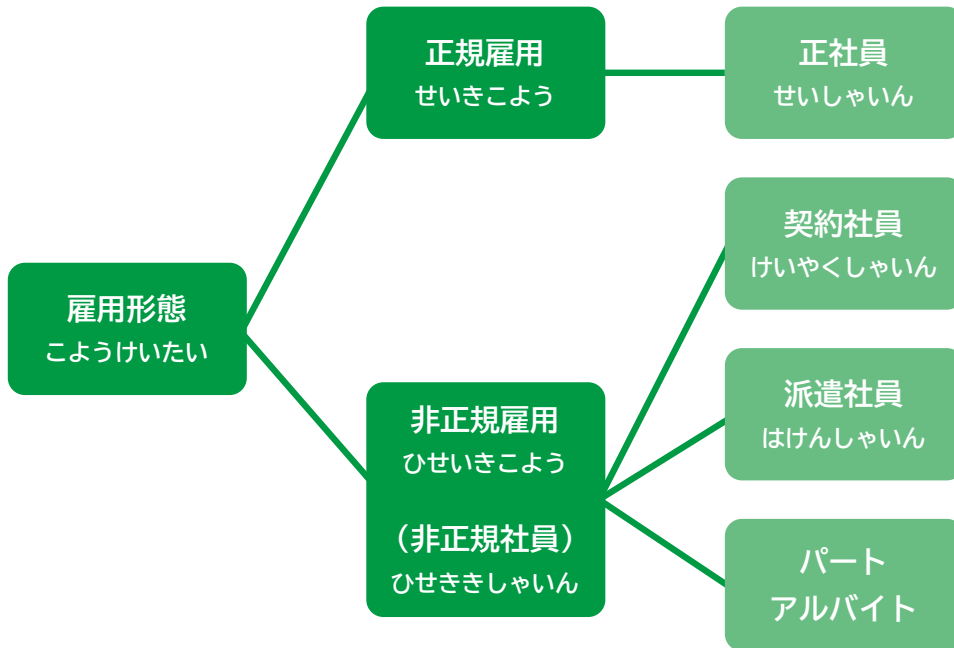 雇用形態
こようけいたい
正規雇用
せいきこよう
正社員
せいしゃいん
非正規雇用
ひせいきこよう
（非正規社員）
ひせききしゃいん
契約社員
けいやくしゃいん
派遣社員
はけんしゃいん
パート
アルバイト